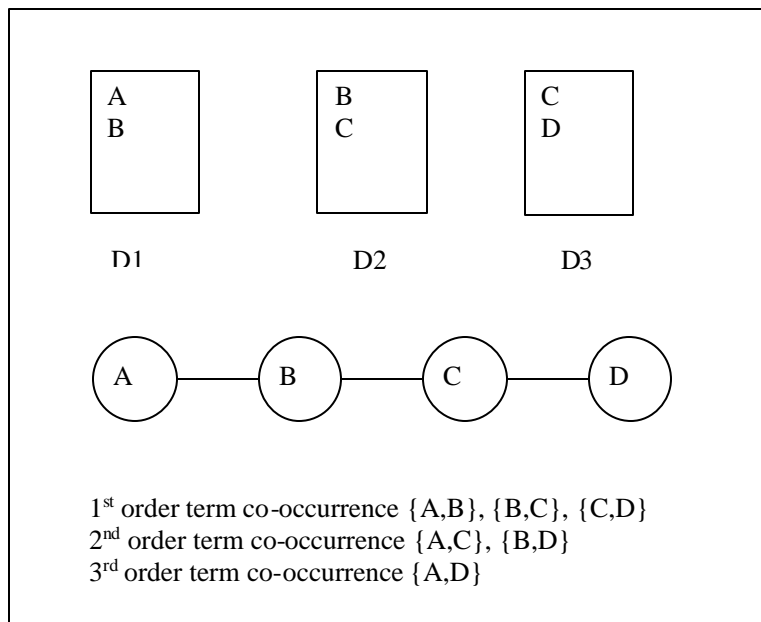 A B C
B C D
D1 D2 D3
A B C D
1st order term co-occurrence {A,B}, {B,C}, {C,D}
2nd order term co-occurrence {A,C}, {B,D}
3rd order term co-occurrence {A,D}